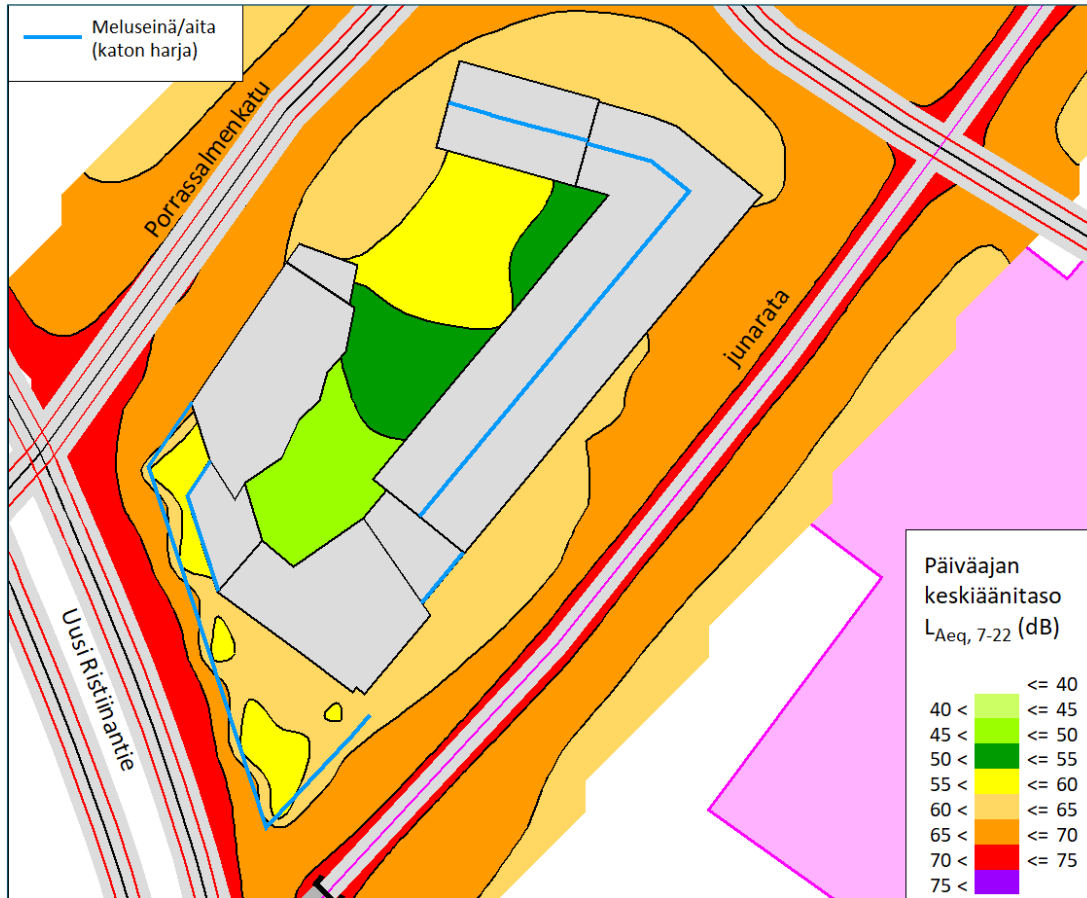 Meluseinä/aita
(katon harja)
Porrassalmenkatu
junarata
Uusi Ristiinantie
Päiväajan
keskiäänitaso
LAeq, 7-22 (dB)
<= 40
40 < <= 45
45 < <= 50
50 < <= 55
55 < <= 60
60 < <= 65
65 < <= 70
70 < <= 75
75 <